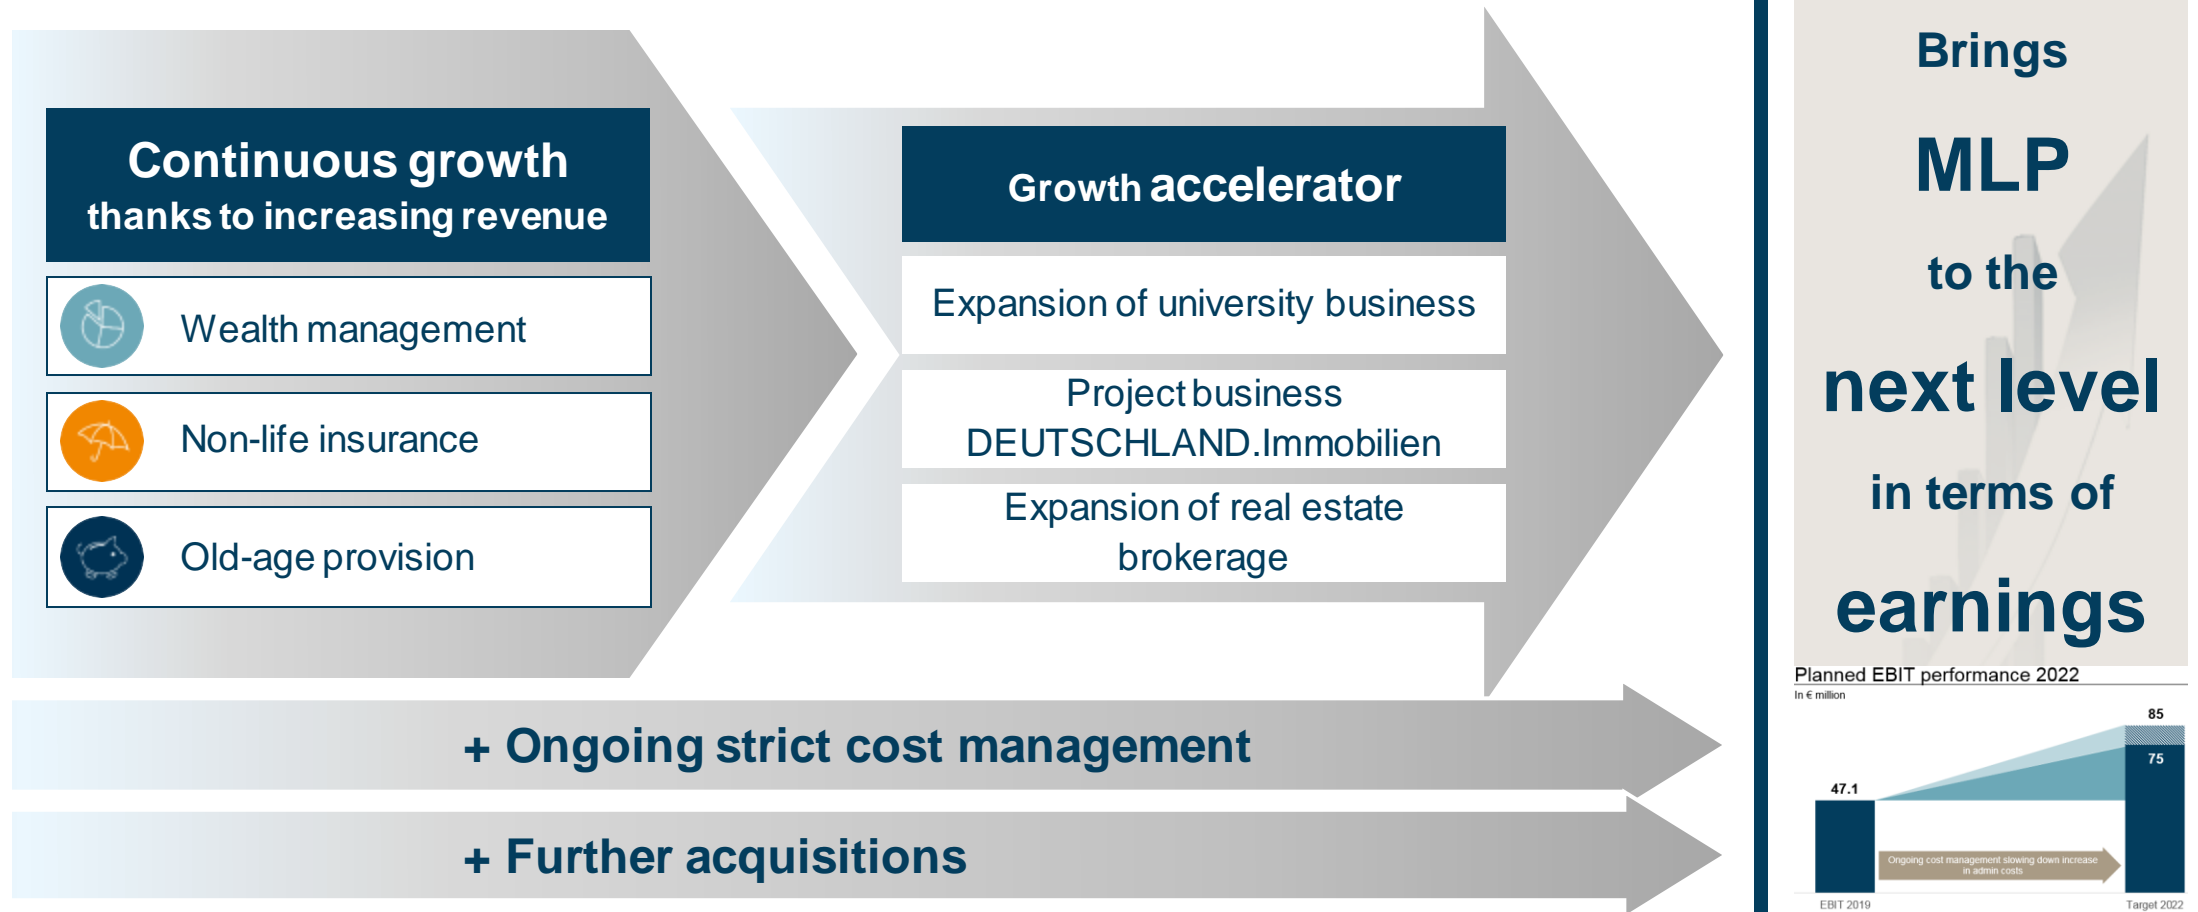 Continuous growth
thanks to increasing revenue
Wealth management
Non-life insurance
Old-age provision
Growth accelerator
Expansion of university business
Project business
DEUTSCHLAND.Immobilien
Expansion of real estate
brokerage
+ Ongoing strict cost management
+ Further acquisitions
Brings
MLP
to the
next level
in terms of
earnings
Planned EBIT performance 2022
In € million
85
75
47.1
Ongoing cost management slowing down increase
in admin costs
EBIT 2019
Target 2022